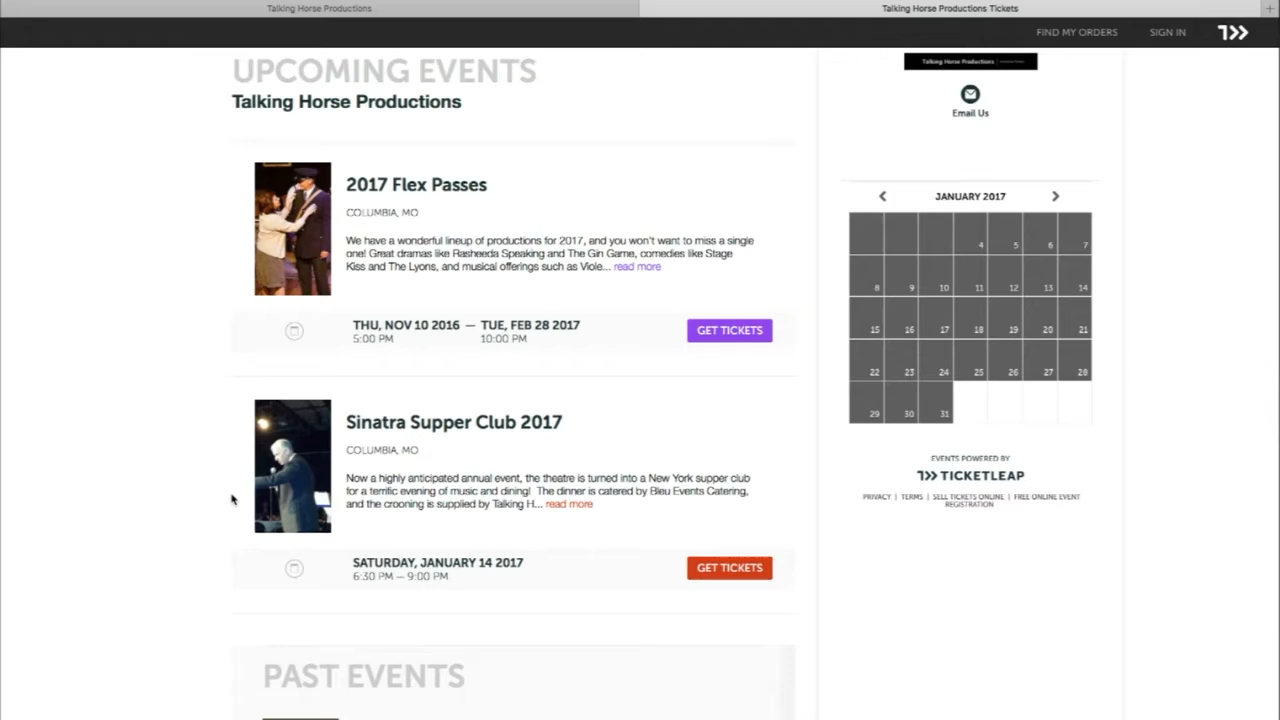 Talking Horse Productions
Talking Horse Productions Tickets
FIND MY ORDERS
SIGN IN
UPCOMING EVENTS
Talking Horse Productions
2017 Flex Passes
COLUMBIA, MO
We have a wonderful lineup of productions for 2017, and you won't want to miss a single
one! Great dramas like Rasheeda Speaking and The Gin Game, comedies like Stage
Kiss and The Lyons, and musical offerings such as Viole... read more
THU, NOV 10 2016 — TUE, FEB 28 2017
5:00 PM 10:00 PM
GET TICKETS
Sinatra Supper Club 2017
COLUMBIA, MO
Now a highly anticipated annual event, the theatre is turned into a New York supper club
for a terrific evening of music and dining! The dinner is catered by Bleu Events Catering,
and the crooning is supplied by Talking H... read more
SATURDAY, JANUARY 14 2017
6:30 PM — 9:00 PM
GET TICKETS
PAST EVENTS
Talking Horse Productions
Email Us
JANUARY 2017
4 5 6 7
8 9 10 11 12 13 14
15 16 17 18 19 20 21
22 23 24 25 26 27 28
29 30 31
EVENTS POWERED BY
TICKETLEAP
PRIVACY | TERMS | SELL TICKETS ONLINE | FREE ONLINE EVENT
REGISTRATION